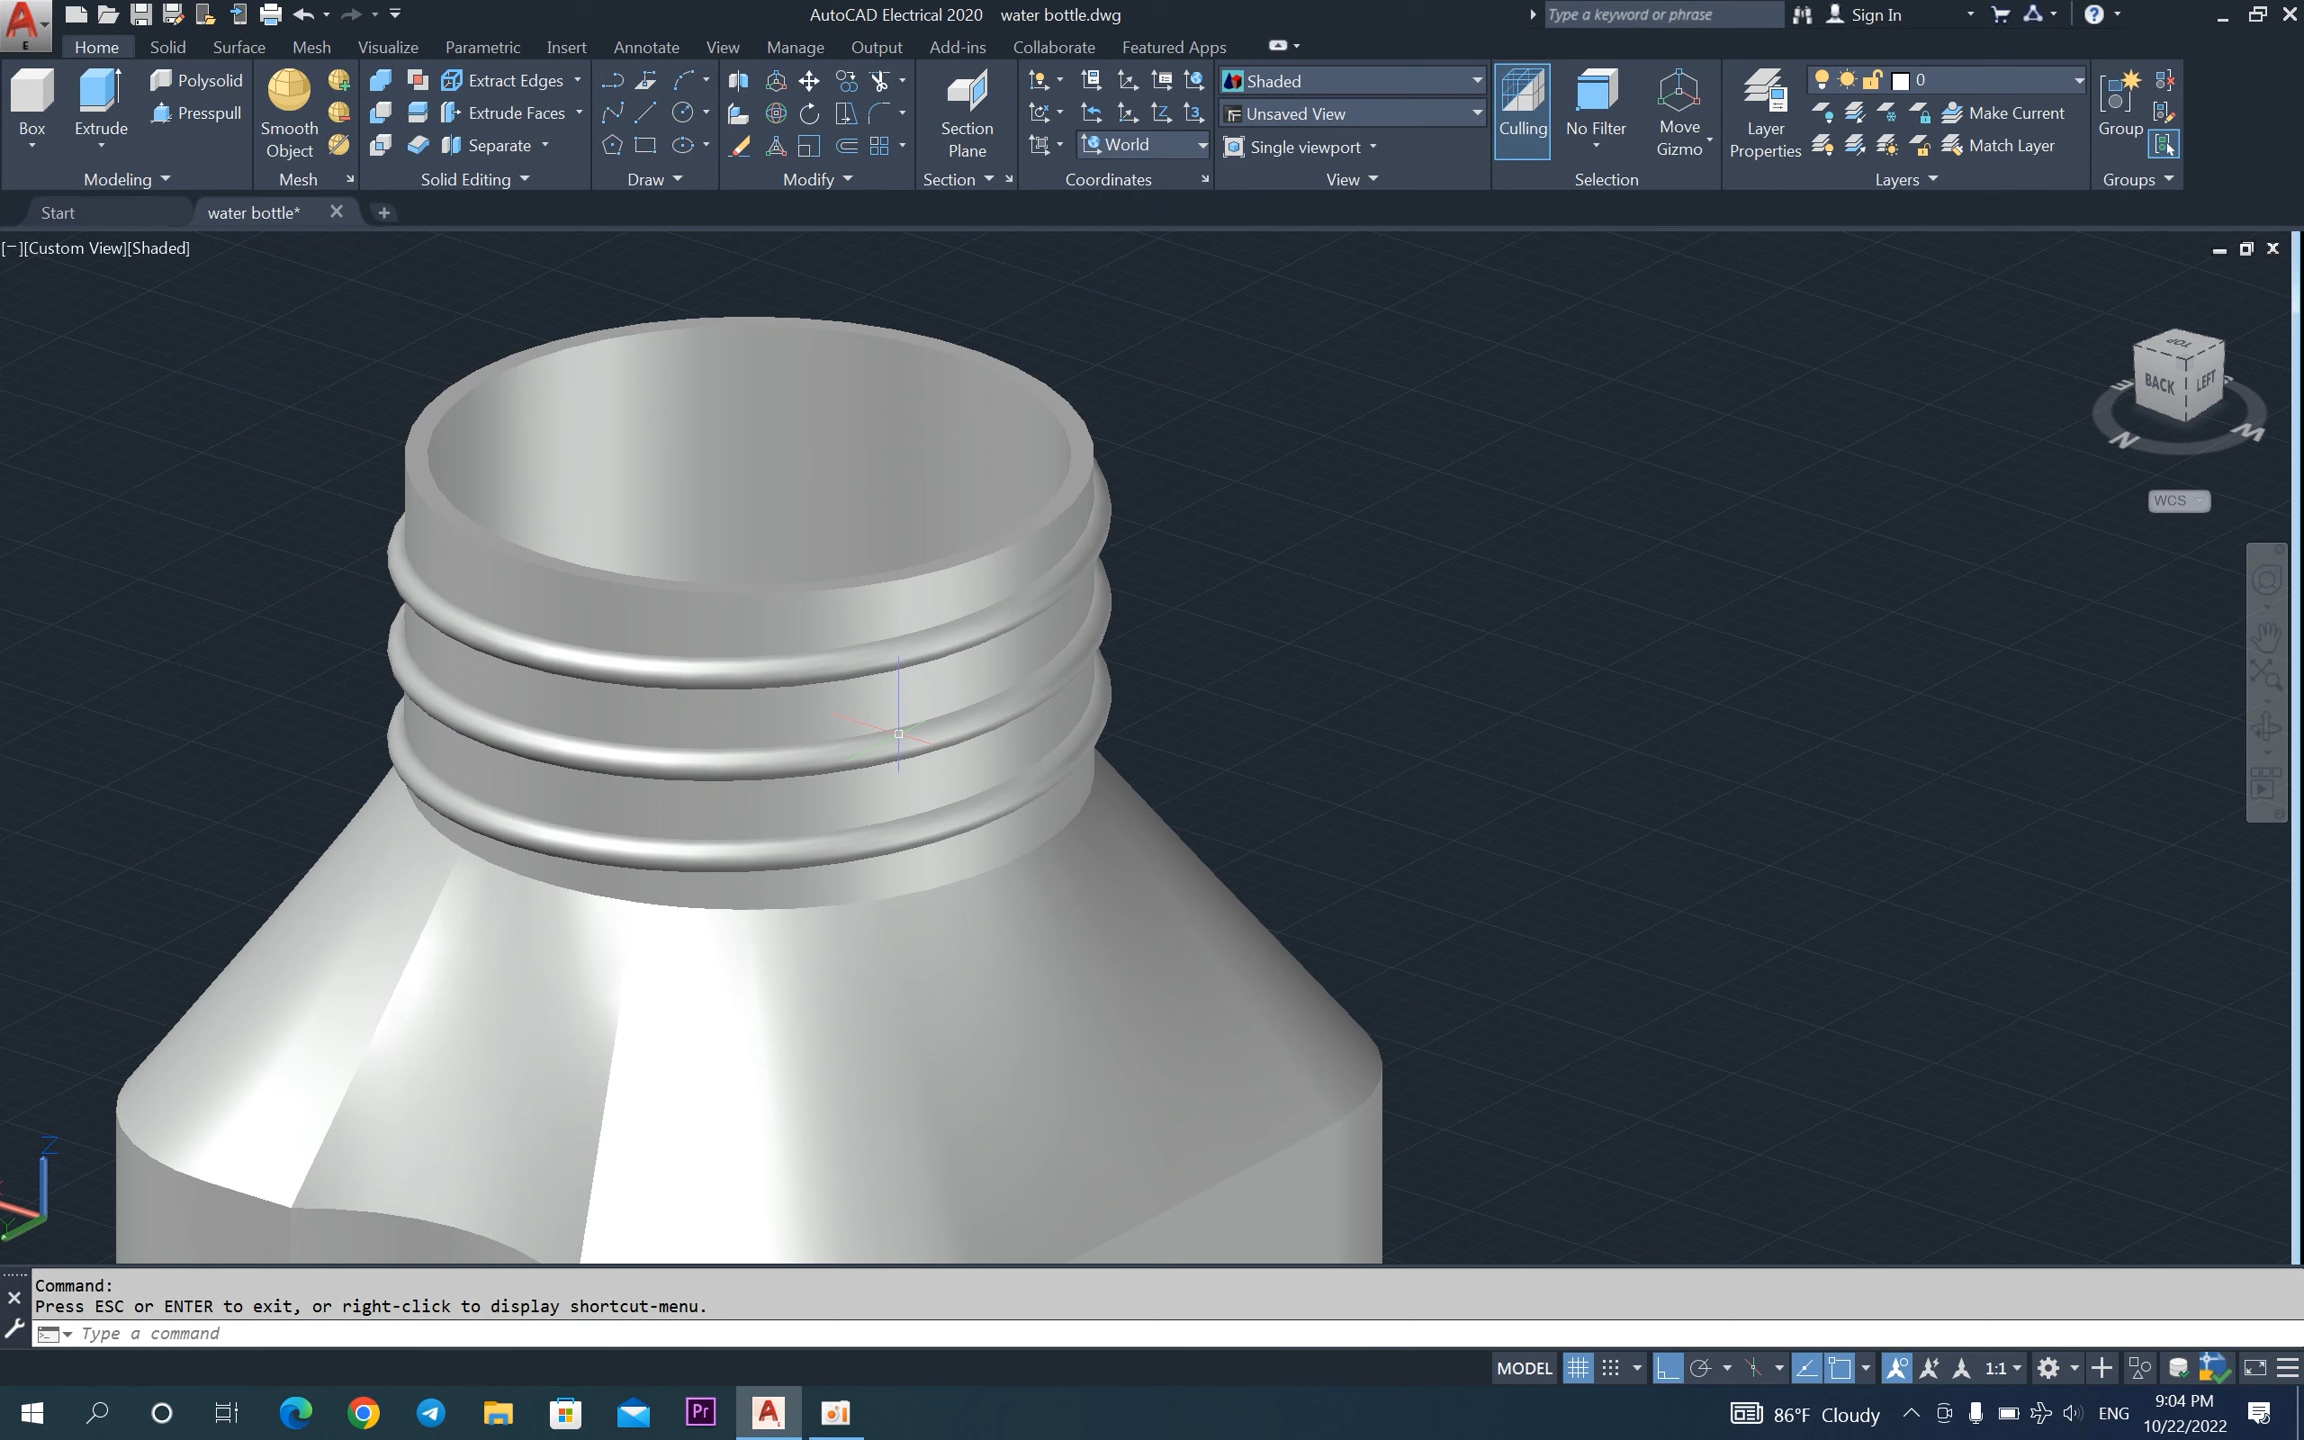 AutoCAD Electrical 2020 water bottle.dwg
Type a keyword or phrase
Sign In
Home Solid Surface Mesh Visualize Parametric Insert Annotate View Manage Output Add-ins Collaborate Featured Apps
Box
Extrude
Polysolid
Presspull
Modeling
Smooth
Object
Mesh
Extract Edges
Extrude Faces
Separate
Solid Editing
Draw
Modify
Section
Plane
Section
World
Coordinates
Shaded
Unsaved View
Single viewport
View
Culling
No Filter
Move
Gizmo
Selection
Layer
Properties
0
Make Current
Match Layer
Layers
Group
Groups
Start
water bottle*
[−][Custom View][Shaded]
TOP
BACK
LEFT
E
N
W
WCS
Z
Y
Command:
Press ESC or ENTER to exit, or right-click to display shortcut-menu.
Type a command
MODEL
1:1
Pr
A
86°F Cloudy
ENG
9:04 PM
10/22/2022